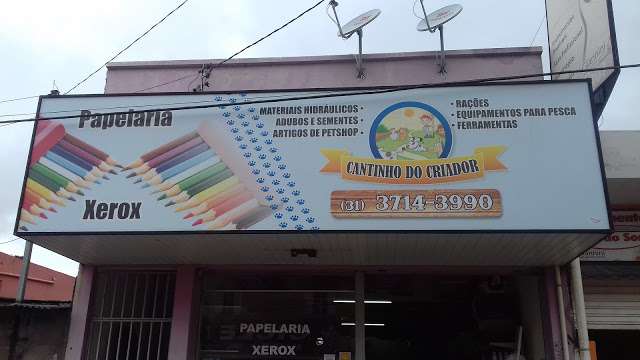 Papelaria
Xerox
MATERIAIS HIDRÁULICOS •
ADUBOS E SEMENTES •
ARTIGOS DE PETSHOP •
• RAÇÕES
• EQUIPAMENTOS PARA PESCA
• FERRAMENTAS
CANTINHO DO CRIADOR
(31) 3714-3990
PAPELARIA
XEROX